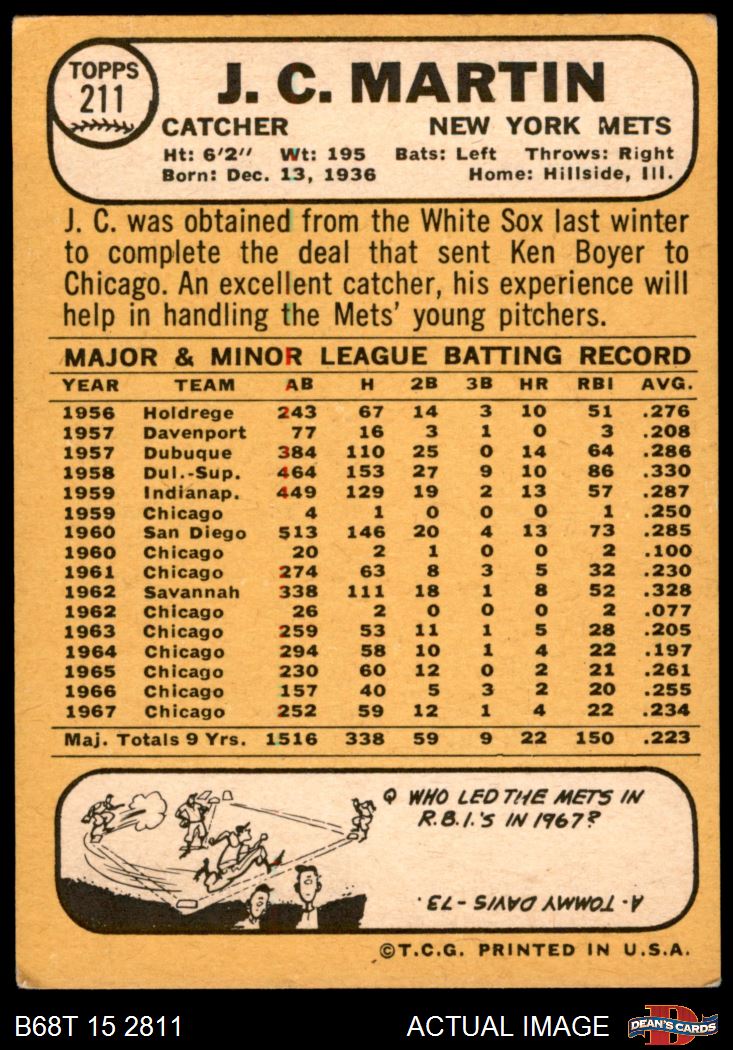 TOPPS
211
J. C. MARTIN
CATCHER NEW YORK METS
Ht: 6'2" Wt: 195 Bats: Left Throws: Right
Born: Dec. 13, 1936 Home: Hillside, Ill.
J. C. was obtained from the White Sox last winter
to complete the deal that sent Ken Boyer to
Chicago. An excellent catcher, his experience will
help in handling the Mets' young pitchers.
MAJOR & MINOR LEAGUE BATTING RECORD
YEAR TEAM AB H 2B 3B HR RBI AVG.
1956 Holdrege 243 67 14 3 10 51 .276
1957 Davenport 77 16 3 1 0 3 .208
1957 Dubuque 384 110 25 0 14 64 .286
1958 Dul.-Sup. 464 153 27 9 10 86 .330
1959 Indianap. 449 129 19 2 13 57 .287
1959 Chicago 4 1 0 0 0 1 .250
1960 San Diego 513 146 20 4 13 73 .285
1960 Chicago 20 2 1 0 0 2 .100
1961 Chicago 274 63 8 3 5 32 .230
1962 Savannah 338 111 18 1 8 52 .328
1962 Chicago 26 2 0 0 0 2 .077
1963 Chicago 259 53 11 1 5 28 .205
1964 Chicago 294 58 10 1 4 22 .197
1965 Chicago 230 60 12 0 2 21 .261
1966 Chicago 157 40 5 3 2 20 .255
1967 Chicago 252 59 12 1 4 22 .234
Maj. Totals 9 Yrs. 1516 338 59 9 22 150 .223
Q WHO LED THE METS IN
R.B.I.'S IN 1967?
A- TOMMY DAVIS - 73.
©T.C.G. PRINTED IN U.S.A.
B68T 15 2811 ACTUAL IMAGE D DEAN'S CARDS